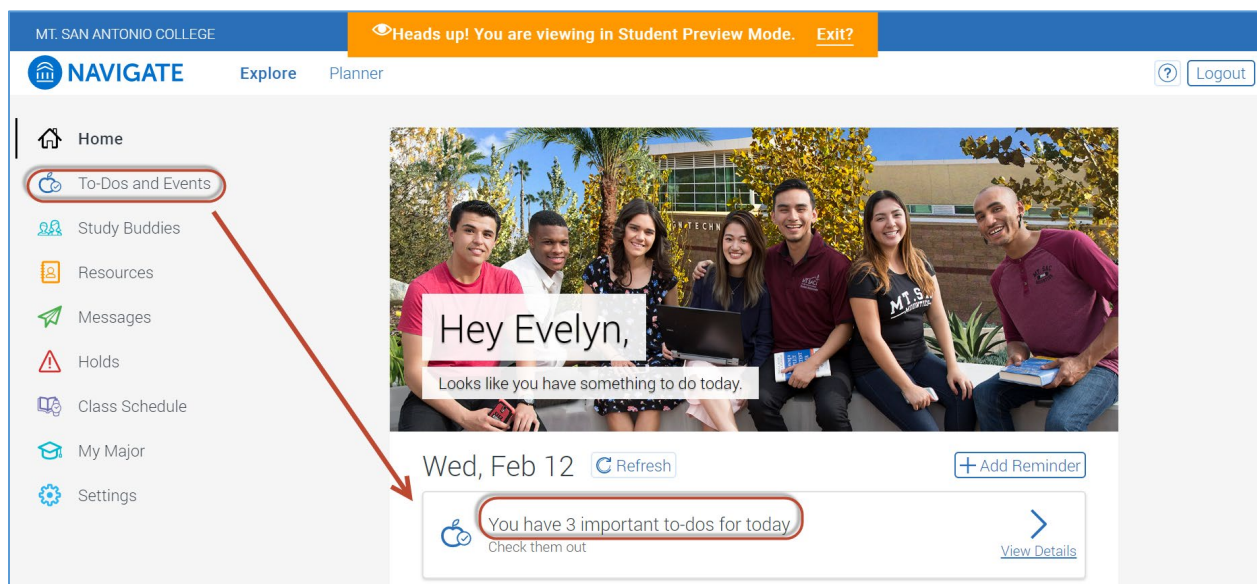 MT. SAN ANTONIO COLLEGE
Heads up! You are viewing in Student Preview Mode. Exit?
NAVIGATE Explore Planner ? Logout
Home
To-Dos and Events
Study Buddies
Resources
Messages
Holds
Class Schedule
My Major
Settings
Hey Evelyn,
Looks like you have something to do today.
Wed, Feb 12 Refresh + Add Reminder
You have 3 important to-dos for today
Check them out
View Details